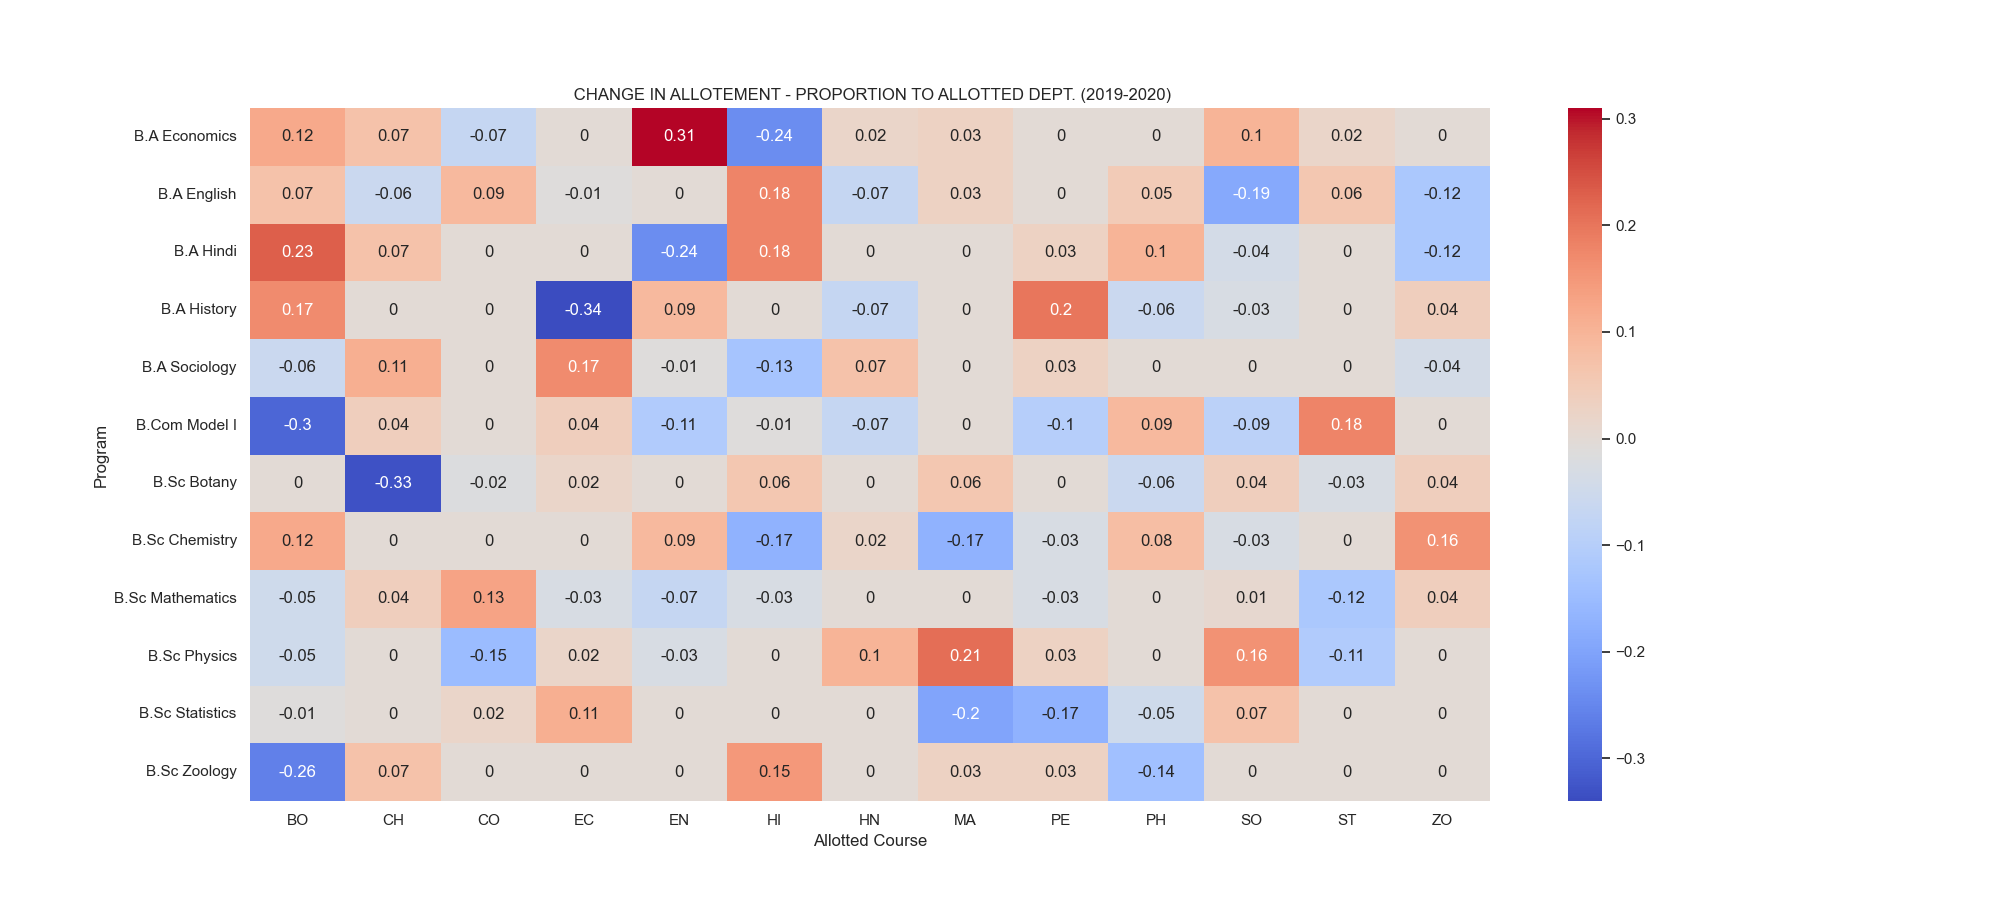 CHANGE IN ALLOTEMENT - PROPORTION TO ALLOTTED DEPT. (2019-2020)
B.A Economics 0.12 0.07 -0.07 0 0.31 -0.24 0.02 0.03 0 0 0.1 0.02 0
B.A English 0.07 -0.06 0.09 -0.01 0 0.18 -0.07 0.03 0 0.05 -0.19 0.06 -0.12
B.A Hindi 0.23 0.07 0 0 -0.24 0.18 0 0 0.03 0.1 -0.04 0 -0.12
B.A History 0.17 0 0 -0.34 0.09 0 -0.07 0 0.2 -0.06 -0.03 0 0.04
B.A Sociology -0.06 0.11 0 0.17 -0.01 -0.13 0.07 0 0.03 0 0 0 -0.04
B.Com Model I -0.3 0.04 0 0.04 -0.11 -0.01 -0.07 0 -0.1 0.09 -0.09 0.18 0
B.Sc Botany 0 -0.33 -0.02 0.02 0 0.06 0 0.06 0 -0.06 0.04 -0.03 0.04
B.Sc Chemistry 0.12 0 0 0 0.09 -0.17 0.02 -0.17 -0.03 0.08 -0.03 0 0.16
B.Sc Mathematics -0.05 0.04 0.13 -0.03 -0.07 -0.03 0 0 -0.03 0 0.01 -0.12 0.04
B.Sc Physics -0.05 0 -0.15 0.02 -0.03 0 0.1 0.21 0.03 0 0.16 -0.11 0
B.Sc Statistics -0.01 0 0.02 0.11 0 0 0 -0.2 -0.17 -0.05 0.07 0 0
B.Sc Zoology -0.26 0.07 0 0 0 0.15 0 0.03 0.03 -0.14 0 0 0
BO CH CO EC EN HI HN MA PE PH SO ST ZO
Allotted Course
Program
0.3
0.2
0.1
0.0
−0.1
−0.2
−0.3